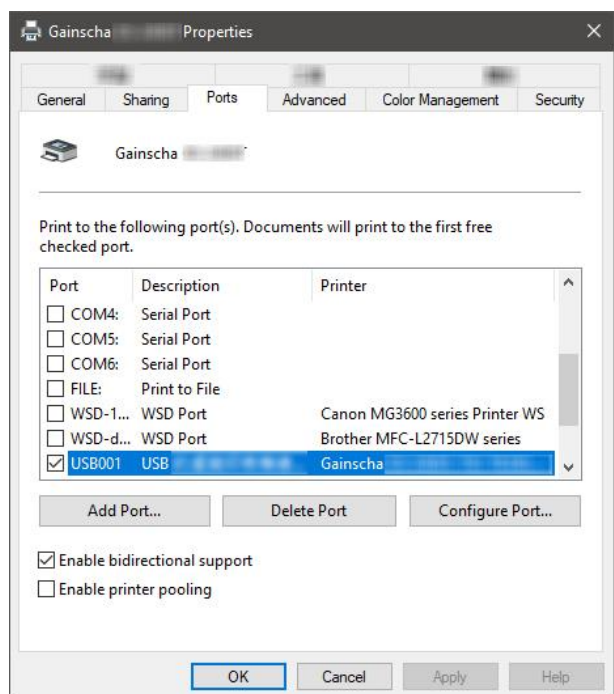 Gainscha Properties
General Sharing Ports Advanced Color Management Security
Gainscha
Print to the following port(s). Documents will print to the first free
checked port.
Port Description Printer
COM4: Serial Port
COM5: Serial Port
COM6: Serial Port
FILE: Print to File
WSD-1... WSD Port Canon MG3600 series Printer WS
WSD-d... WSD Port Brother MFC-L2715DW series
USB001 USB Gainscha
Add Port... Delete Port Configure Port...
Enable bidirectional support
Enable printer pooling
OK Cancel Apply Help